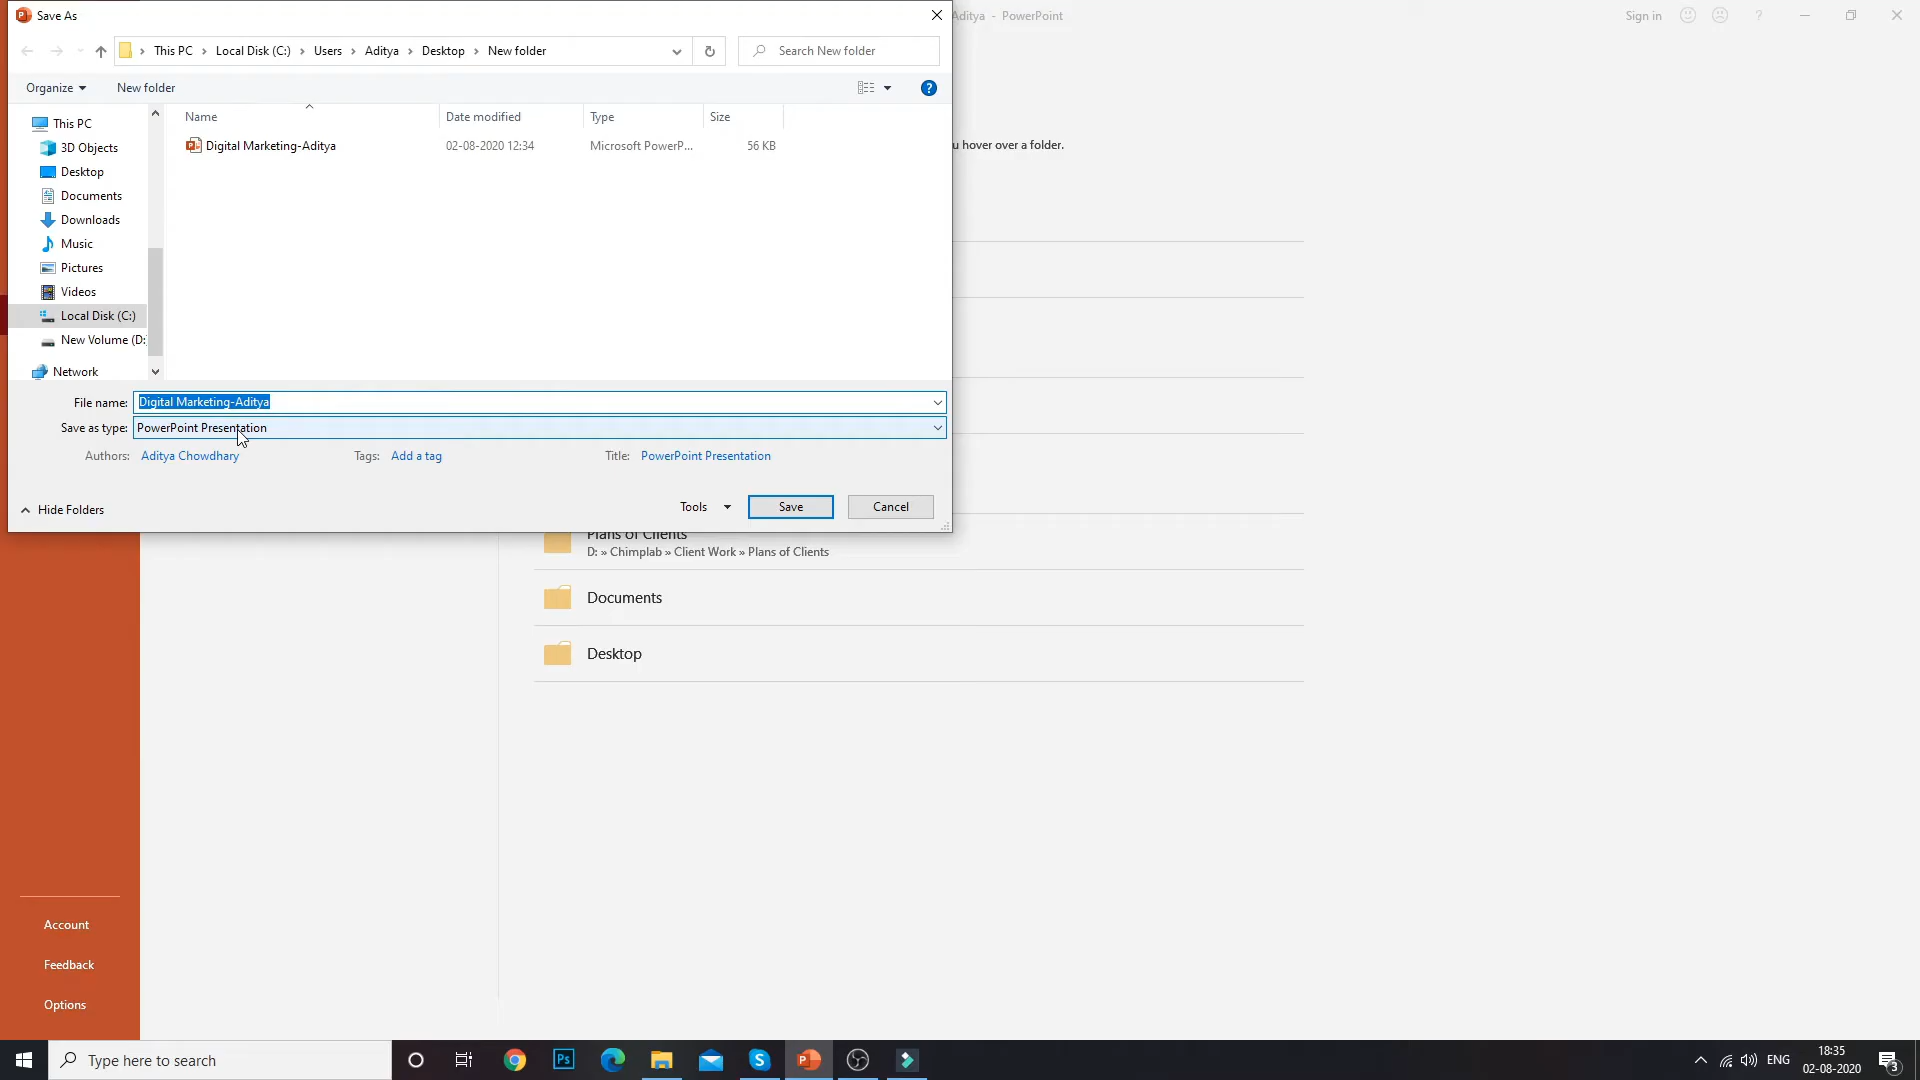 Save As
Aditya - PowerPoint
Sign in
?
This PC > Local Disk (C:) > Users > Aditya > Desktop > New folder
Search New folder
Organize
New folder
?
This PC
3D Objects
Desktop
Documents
Downloads
Music
Pictures
Videos
Local Disk (C:)
New Volume (D:
Network
Name Date modified Type Size
Digital Marketing-Aditya 02-08-2020 12:34 Microsoft PowerP... 56 KB
u hover over a folder.
File name: Digital Marketing-Aditya
Save as type: PowerPoint Presentation
Authors: Aditya Chowdhary Tags: Add a tag Title: PowerPoint Presentation
Hide Folders
Tools
Save
Cancel
Plans of Clients
D: » Chimplab » Client Work » Plans of Clients
Documents
Desktop
Account
Feedback
Options
Type here to search
Ps
S
P
ENG
18:35
02-08-2020
3